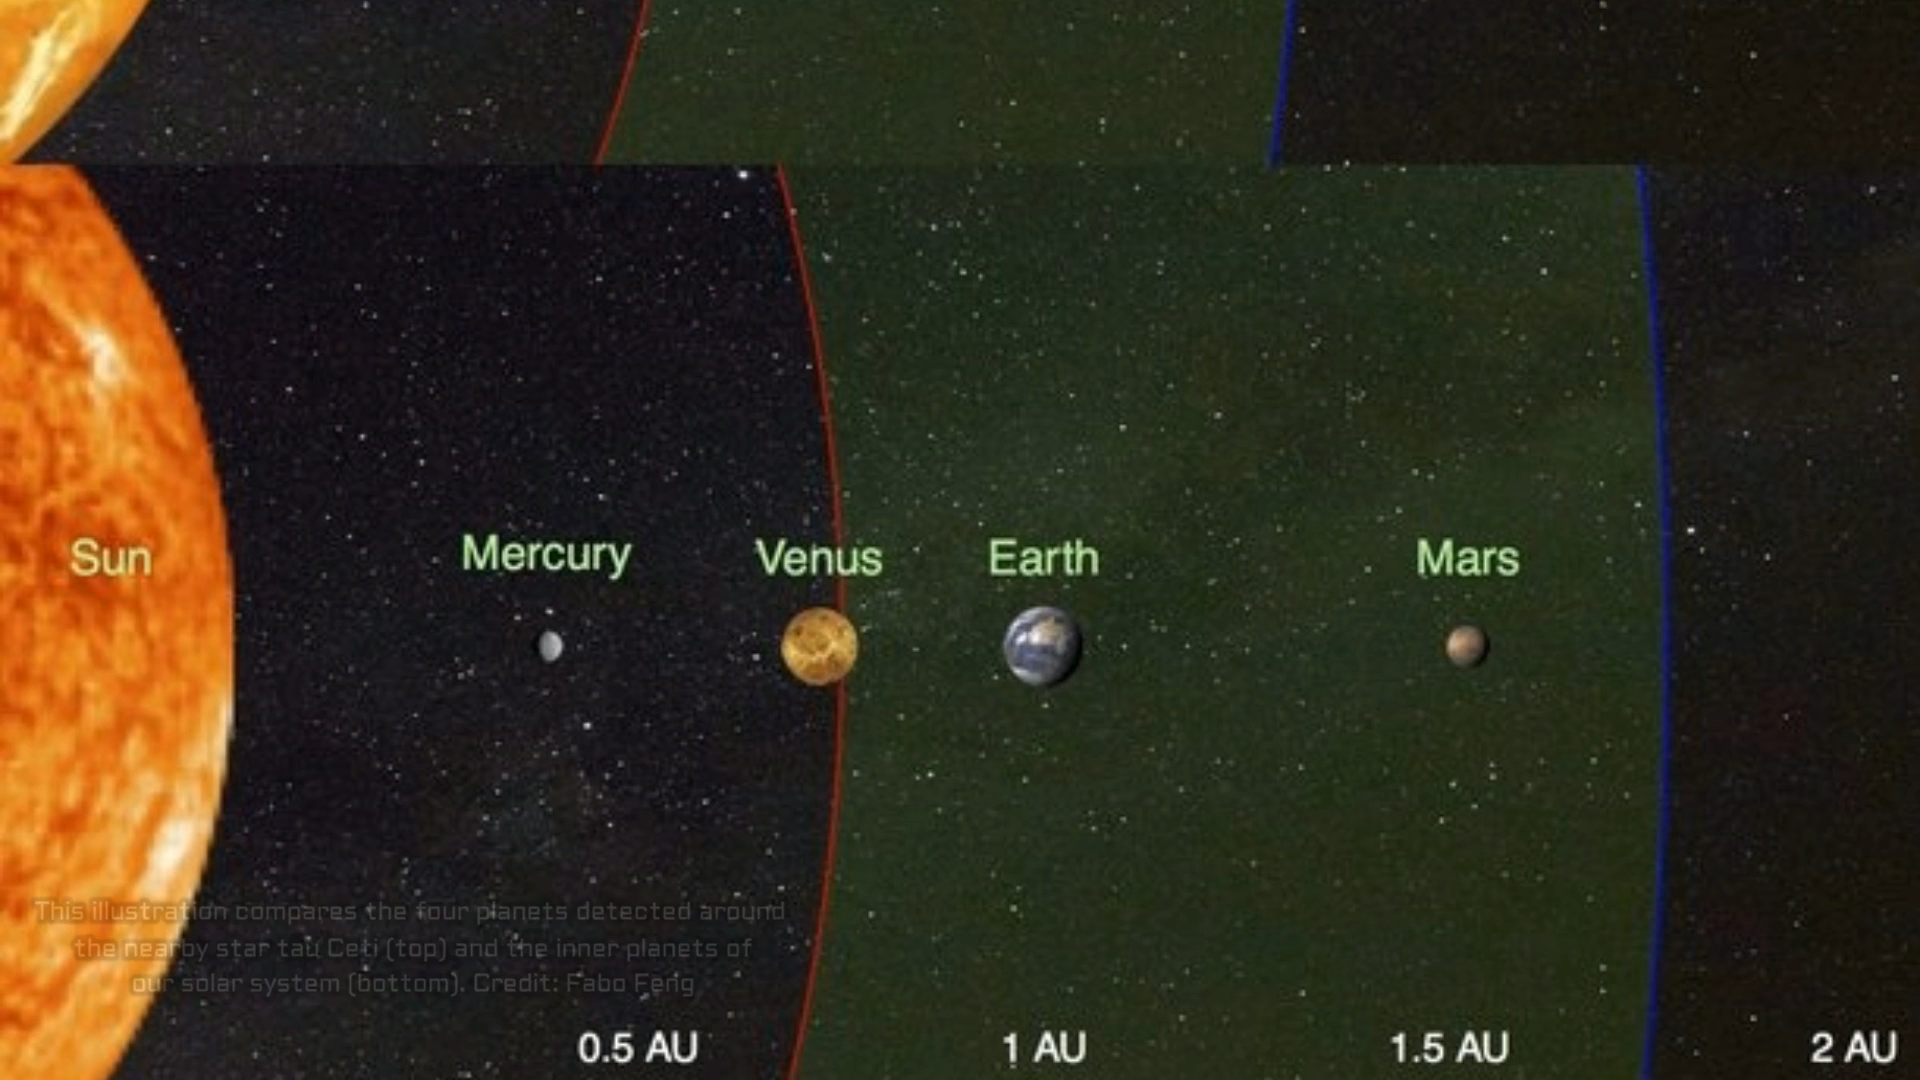 Sun
Mercury
Venus
Earth
Mars
This illustration compares the four planets detected around
the nearby star tau Ceti (top) and the inner planets of
our solar system (bottom). Credit: Fabo Feng
0.5 AU
1 AU
1.5 AU
2 AU